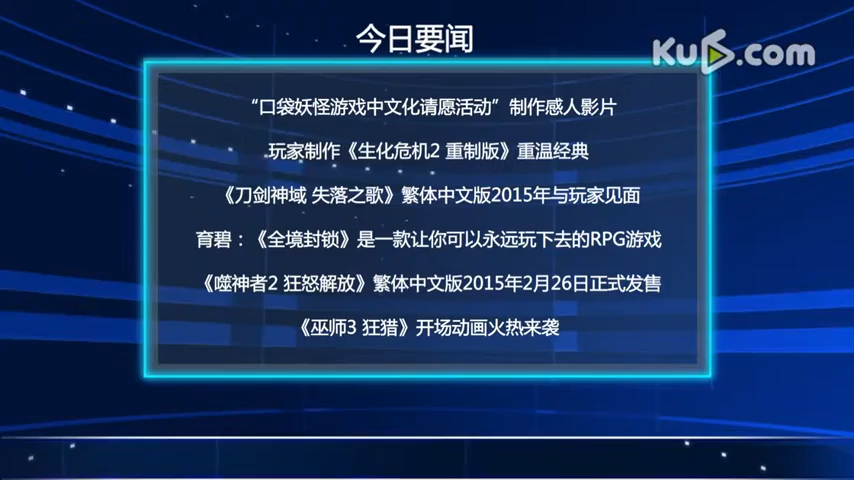 今日要闻
Ku6.com
“口袋妖怪游戏中文化请愿活动”制作感人影片
玩家制作《生化危机2 重制版》重温经典
《刀剑神域 失落之歌》繁体中文版2015年与玩家见面
育碧：《全境封锁》是一款让你可以永远玩下去的RPG游戏
《噬神者2 狂怒解放》繁体中文版2015年2月26日正式发售
《巫师3 狂猎》开场动画火热来袭